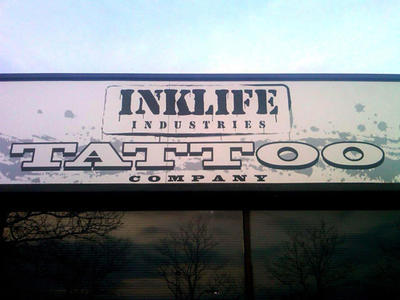 INKLIFE
INDUSTRIES
TATTOO
COMPANY